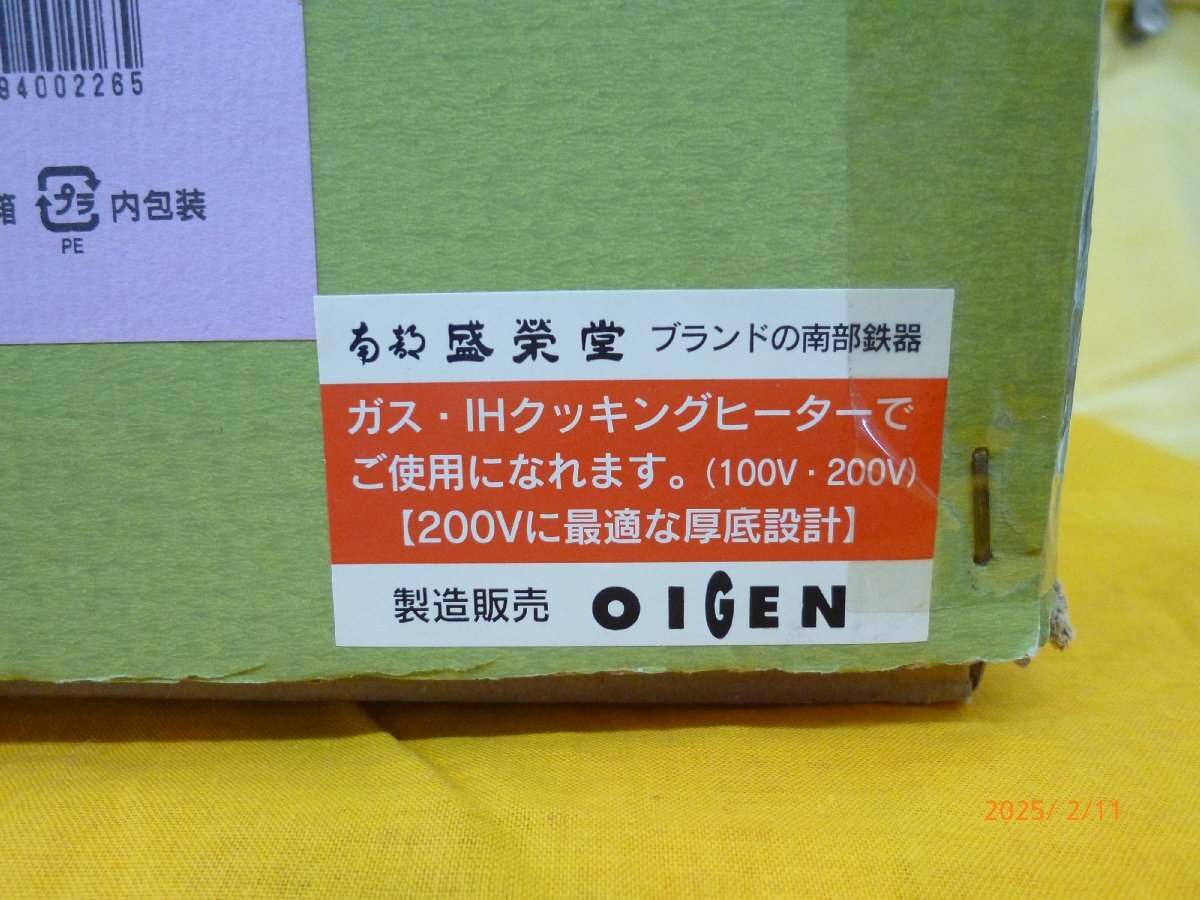 94002265
箱 プラ 内包装
PE
南部 盛榮堂 ブランドの南部鉄器
ガス・IHクッキングヒーターで
ご使用になれます。(100V・200V)
【200Vに最適な厚底設計】
製造販売 OIGEN
2025/ 2/11